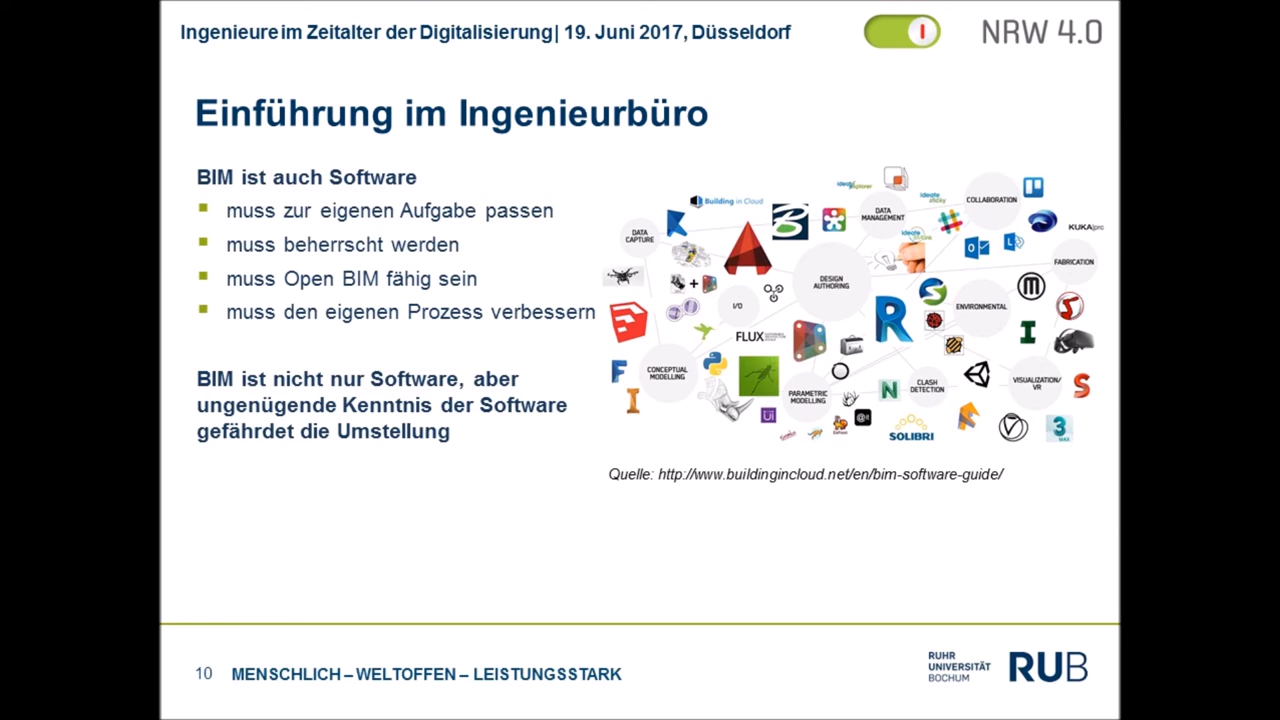 Ingenieure im Zeitalter der Digitalisierung| 19. Juni 2017, Düsseldorf
NRW 4.0
Einführung im Ingenieurbüro
BIM ist auch Software
muss zur eigenen Aufgabe passen
muss beherrscht werden
muss Open BIM fähig sein
muss den eigenen Prozess verbessern
BIM ist nicht nur Software, aber
ungenügende Kenntnis der Software
gefährdet die Umstellung
Building in Cloud
DATA
CAPTURE
DATA
MANAGEMENT
COLLABORATION
KUKA|prc
FABRICATION
DESIGN
AUTHORING
I/O
ENVIRONMENTAL
FLUX
CONCEPTUAL
MODELLING
PARAMETRIC
MODELLING
CLASH
DETECTION
VISUALIZATION/
VR
SOLIBRI
Quelle: http://www.buildingincloud.net/en/bim-software-guide/
10 MENSCHLICH – WELTOFFEN – LEISTUNGSSTARK
RUHR
UNIVERSITÄT
BOCHUM
RUB